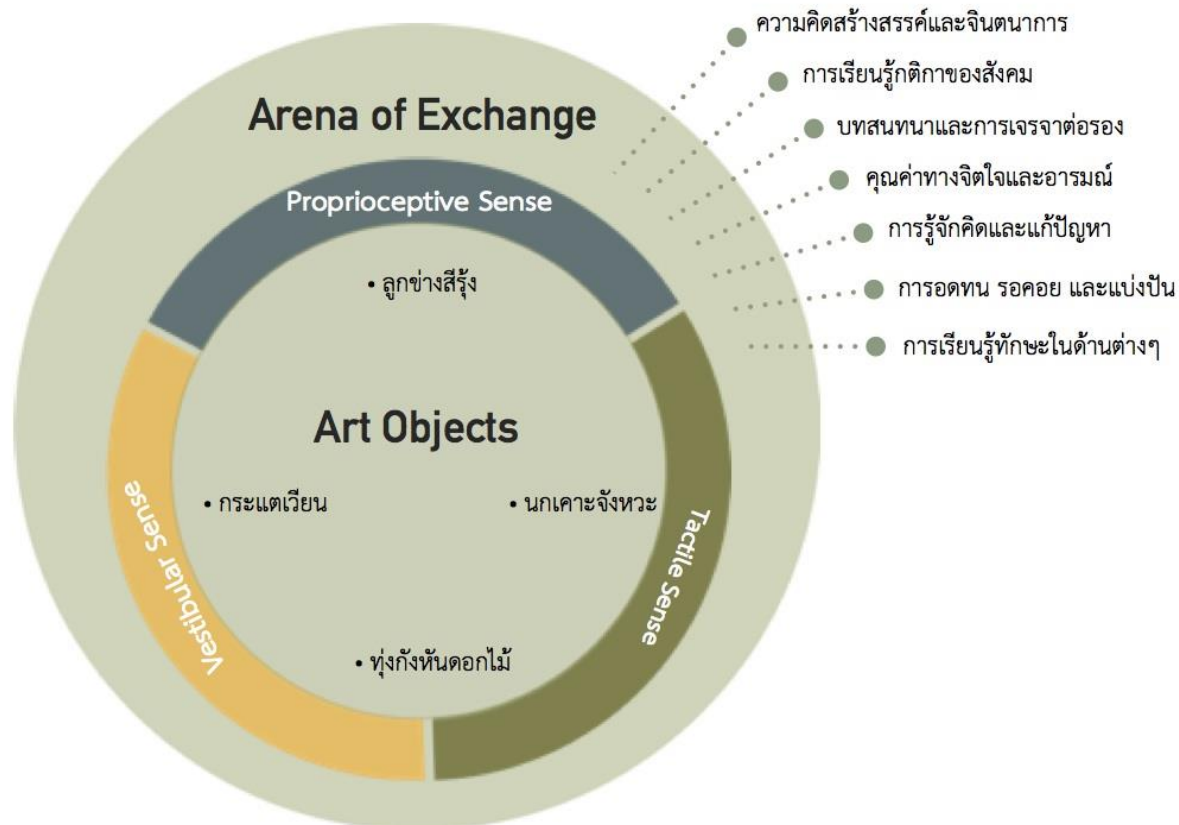 ความคิดสร้างสรรค์และจินตนาการ
การเรียนรู้กติกาของสังคม
บทสนทนาและการเจรจาต่อรอง
คุณค่าทางจิตใจและอารมณ์
การรู้จักคิดและแก้ปัญหา
การอดทน รอคอย และแบ่งปัน
การเรียนรู้ทักษะในด้านต่างๆ
Arena of Exchange
Proprioceptive Sense
• ลูกข่างสีรุ้ง
Art Objects
• กระแตเวียน
• นกเคาะจังหวะ
Vestibular Sense
Tactile Sense
• ทุ่งกังหันดอกไม้